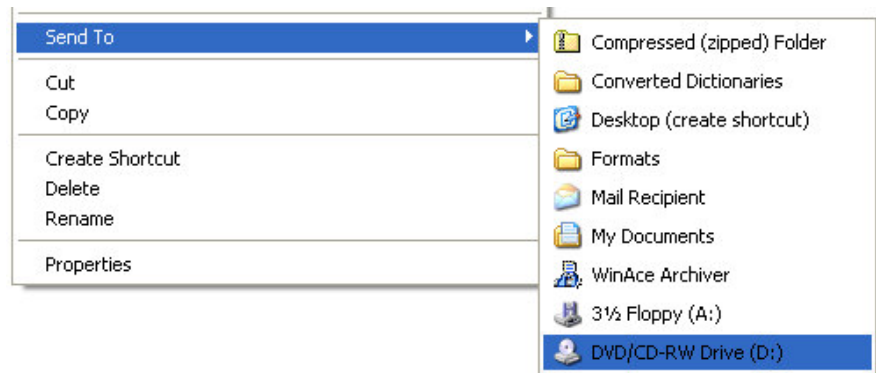 Send To
Cut
Copy
Create Shortcut
Delete
Rename
Properties
Compressed (zipped) Folder
Converted Dictionaries
Desktop (create shortcut)
Formats
Mail Recipient
My Documents
WinAce Archiver
3½ Floppy (A:)
DVD/CD-RW Drive (D:)